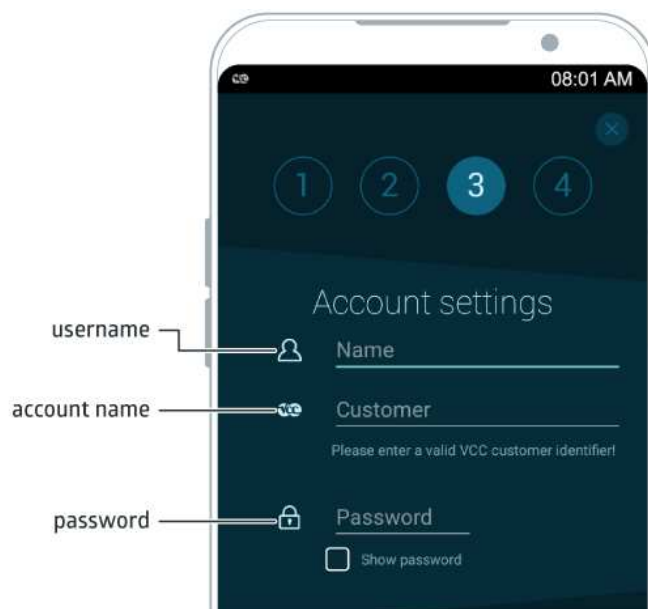 08:01 AM
1 2 3 4
Account settings
username
Name
account name
VCC
Customer
Please enter a valid VCC customer identifier!
password
Password
Show password